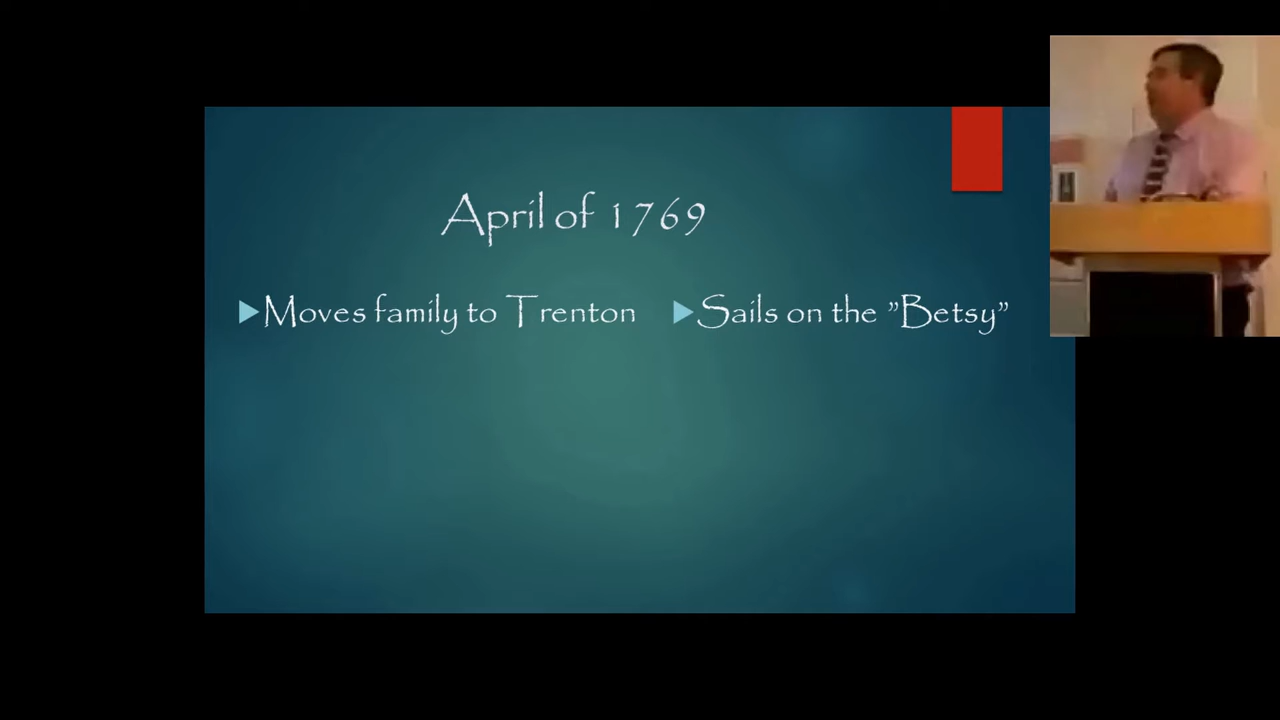 April of 1769
Moves family to Trenton
Sails on the ”Betsy”